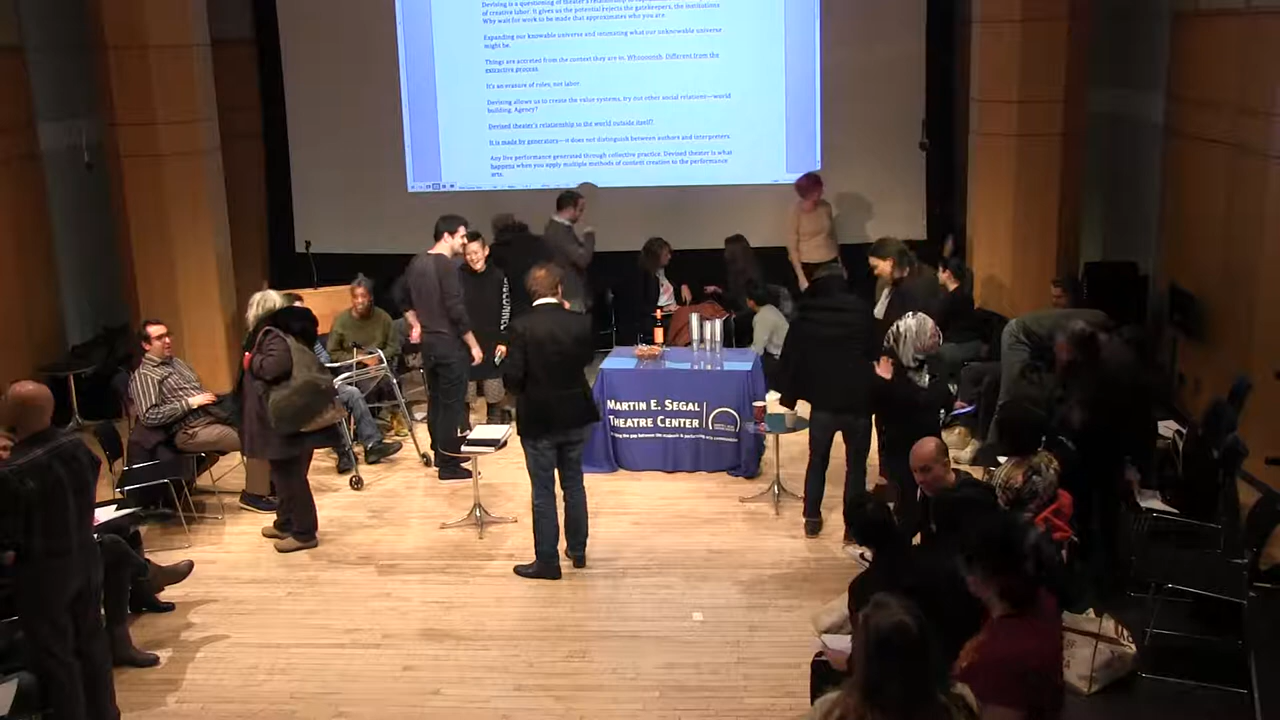 Devising is a questioning of theater's relationship to
of creative labor. It gives us the potential rejects the gatekeepers, the institutions
Why wait for work to be made that approximates who you are.
Expanding our knowable universe and intimating what our unknowable universe
might be.
Things are accreted from the context they are in. Whoooossh. Different from the
extractive process.
It's an erasure of roles, not labor.
Devising allows us to create the value systems, try out other social relations—world
building. Agency?
Devised theater's relationship to the world outside itself?
It is made by generators—it does not distinguish between authors and interpreters.
Any live performance generated through collective practice. Devised theater is what
happens when you apply multiple methods of content creation to the performance
arts.
MARTIN E. SEGAL
THEATRE CENTER